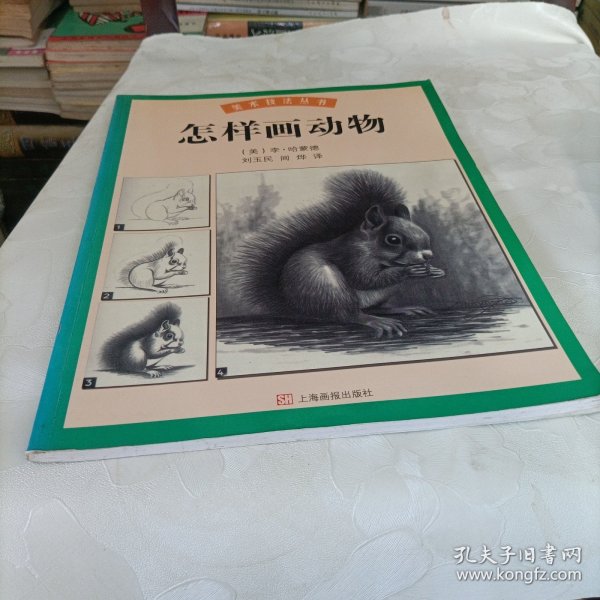 美术技法丛书
怎样画动物
(美)李·哈蒙德
刘玉民 闻烨 译
1
2
3
4
SH 上海画报出版社
孔夫子旧书网
www.kongfz.com